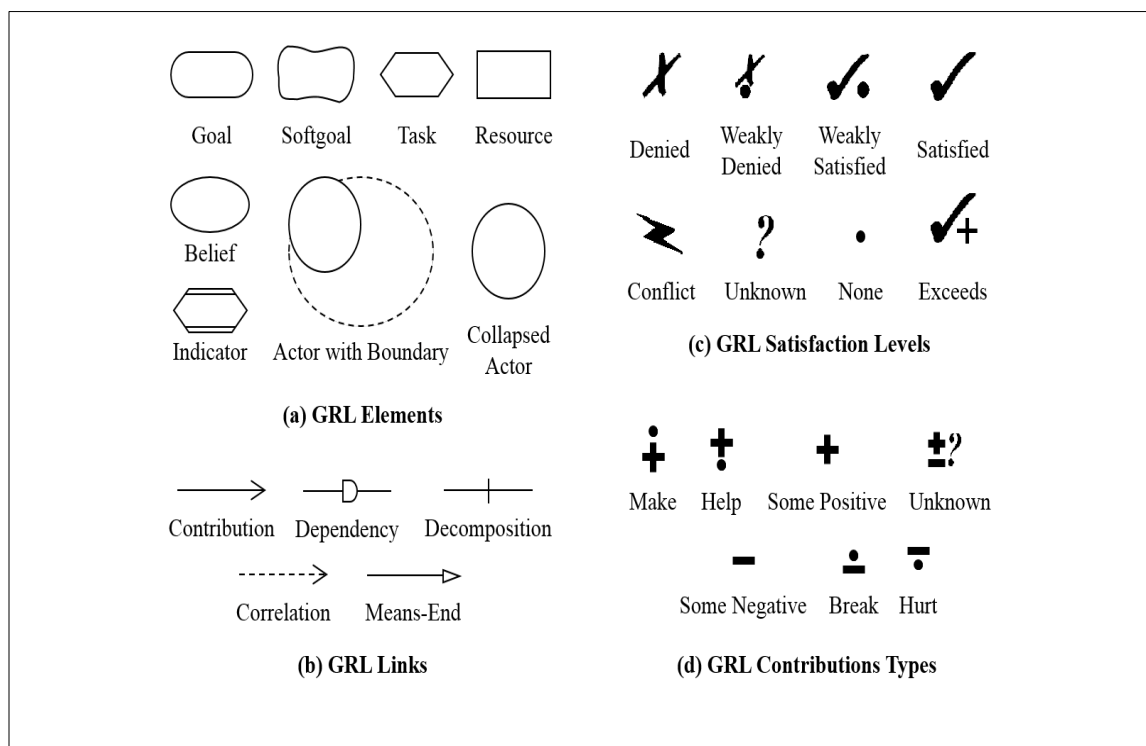 Goal Softgoal Task Resource
Belief
Indicator Actor with Boundary Collapsed
Actor
(a) GRL Elements
Contribution Dependency Decomposition
Correlation Means-End
(b) GRL Links
Denied Weakly Denied Weakly Satisfied Satisfied
Conflict Unknown None Exceeds
(c) GRL Satisfaction Levels
Make Help Some Positive Unknown
Some Negative Break Hurt
(d) GRL Contributions Types